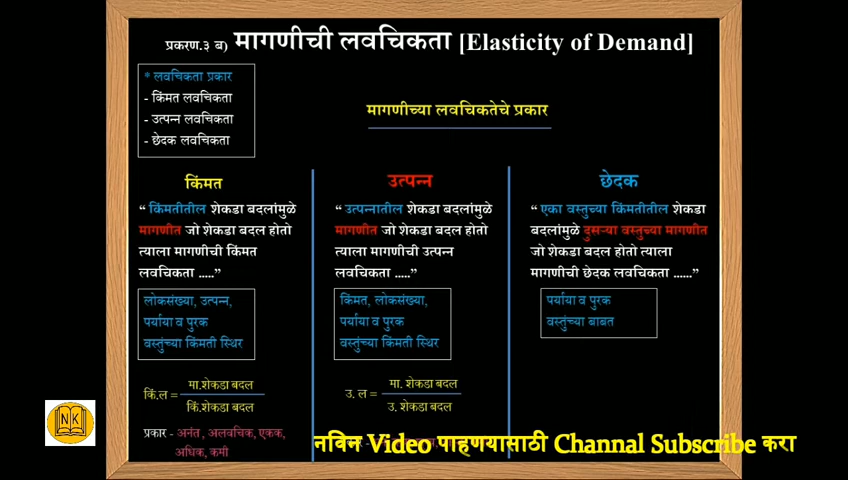 प्रकरण.३ ब) मागणीची लवचिकता [Elasticity of Demand]
* लवचिकता प्रकार
- किंमत लवचिकता
- उत्पन्न लवचिकता
- छेदक लवचिकता
मागणीच्या लवचिकतेचे प्रकार
किंमत
“ किंमतीतील शेकडा बदलांमुळे
मागणीत जो शेकडा बदल होतो
त्याला मागणीची किंमत
लवचिकता .....”
लोकसंख्या, उत्पन्न,
पर्याया व पुरक
वस्तुंच्या किंमती स्थिर
किं.ल = मा.शेकडा बदल
किं.शेकडा बदल
प्रकार - अनंत, अलवचिक, एकक,
अधिक, कमी
उत्पन्न
“ उत्पन्नातील शेकडा बदलांमुळे
मागणीत जो शेकडा बदल होतो
त्याला मागणीची उत्पन्न
लवचिकता ....”
किंमत, लोकसंख्या,
पर्याया व पुरक
वस्तुंच्या किंमती स्थिर
उ. ल = मा. शेकडा बदल
उ. शेकडा बदल
छेदक
“ एका वस्तुच्या किंमतीतील शेकडा
बदलांमुळे दुसऱ्या वस्तुच्या मागणीत
जो शेकडा बदल होतो त्याला
मागणीची छेदक लवचिकता ......”
पर्याया व पुरक
वस्तुंच्या बाबत
NK
नविन Video पाहणयासाठी Channal Subscribe करा